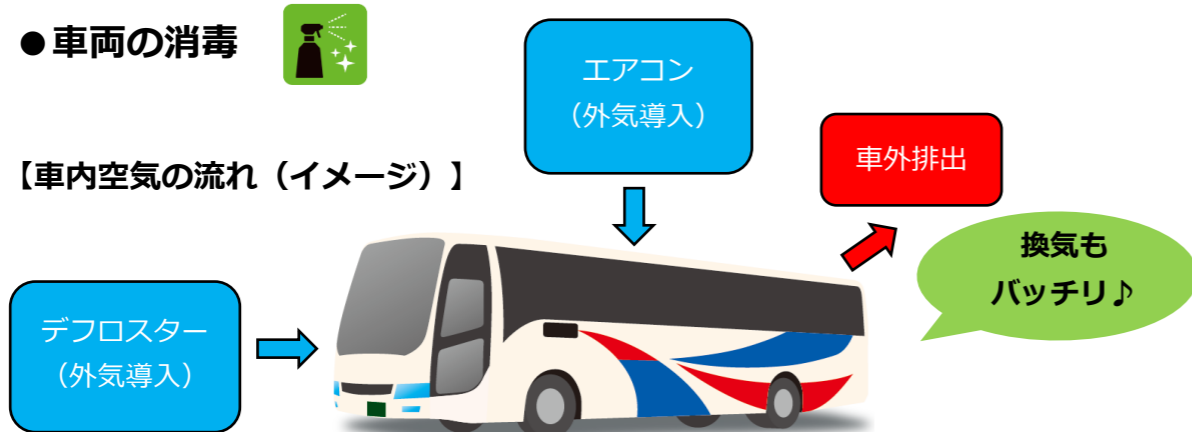 ●車両の消毒
エアコン
（外気導入）
車外排出
【車内空気の流れ（イメージ）】
換気も
バッチリ♪
デフロスター
（外気導入）